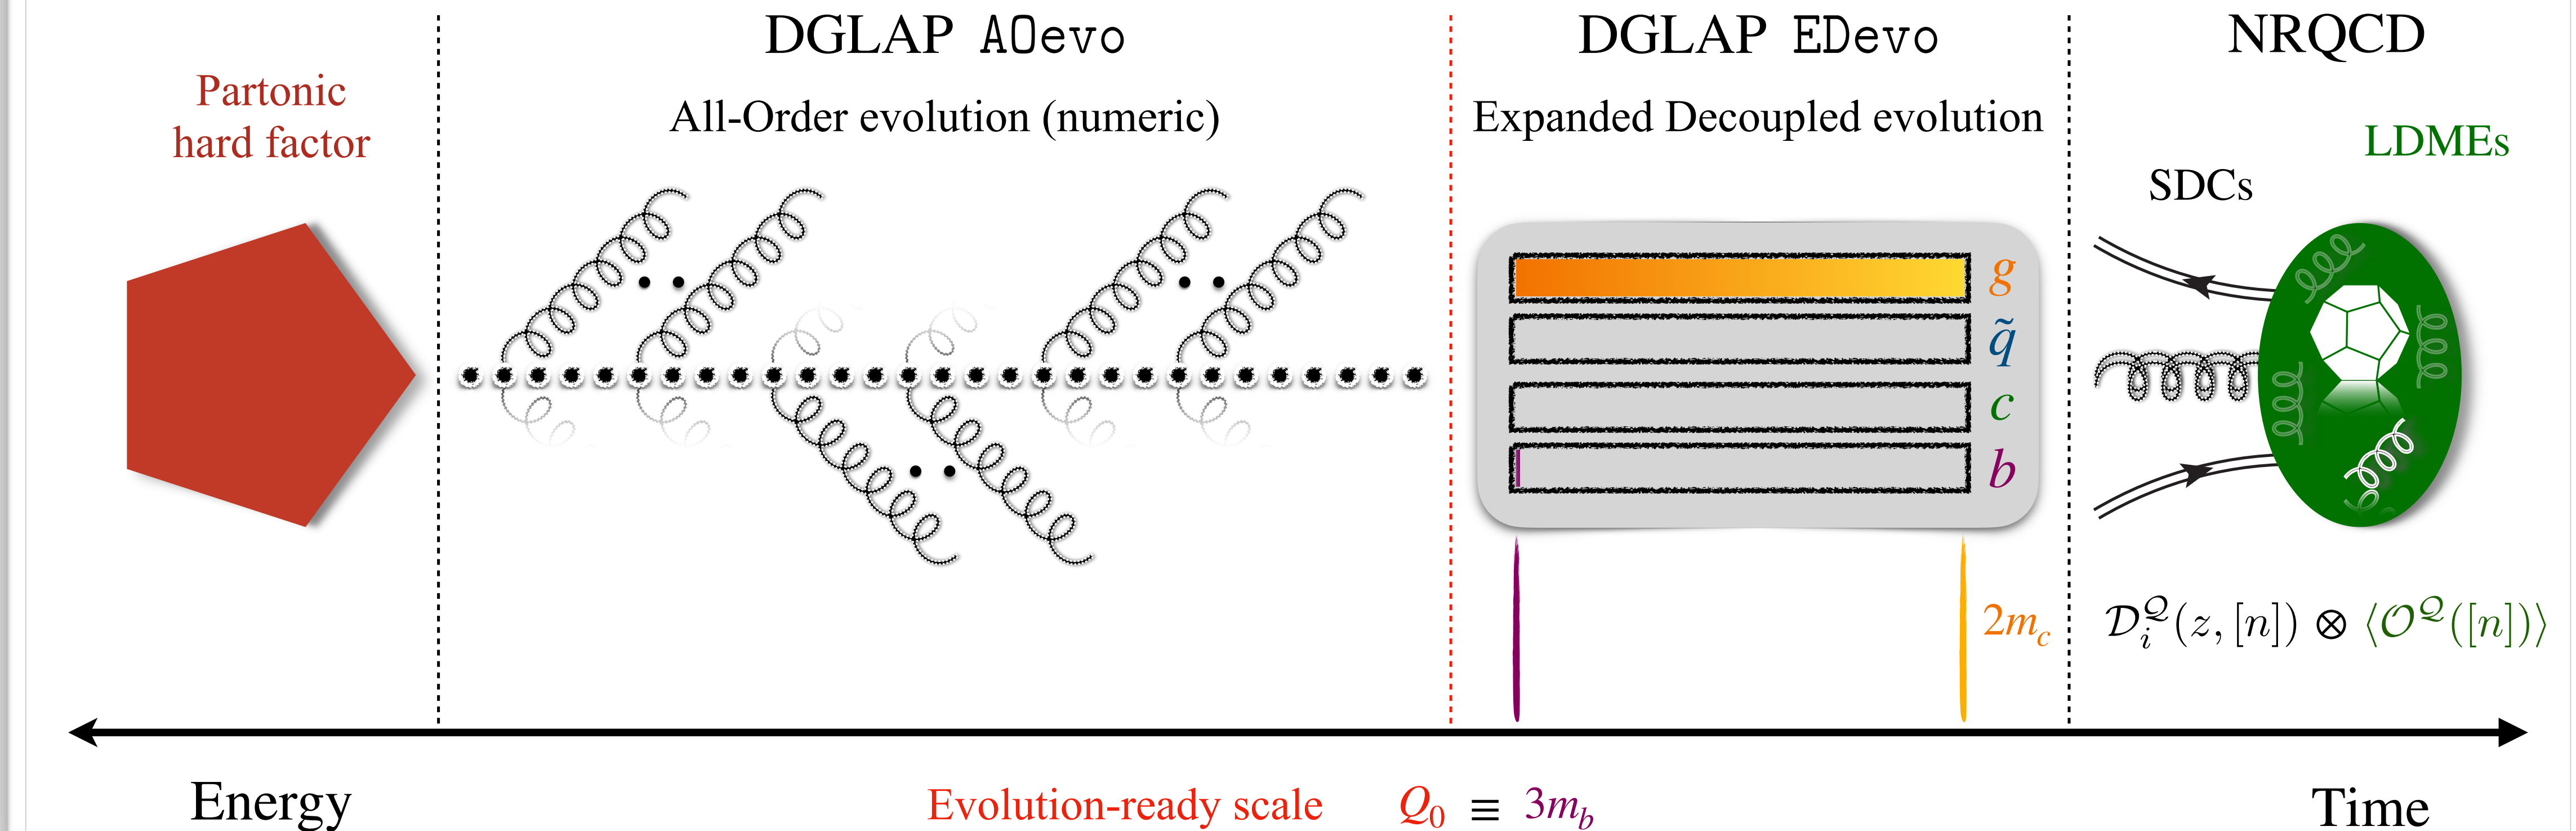 DGLAP AOevo
DGLAP EDevo
NRQCD
Partonic
hard factor
All-Order evolution (numeric)
Expanded Decoupled evolution
LDMEs
SDCs
g
q̃
c
b
2m_c
𝒟_i^𝒬(z, [n]) ⊗ ⟨𝒪^𝒬([n])⟩
Energy
Evolution-ready scale Q_0 ≡ 3m_b
Time